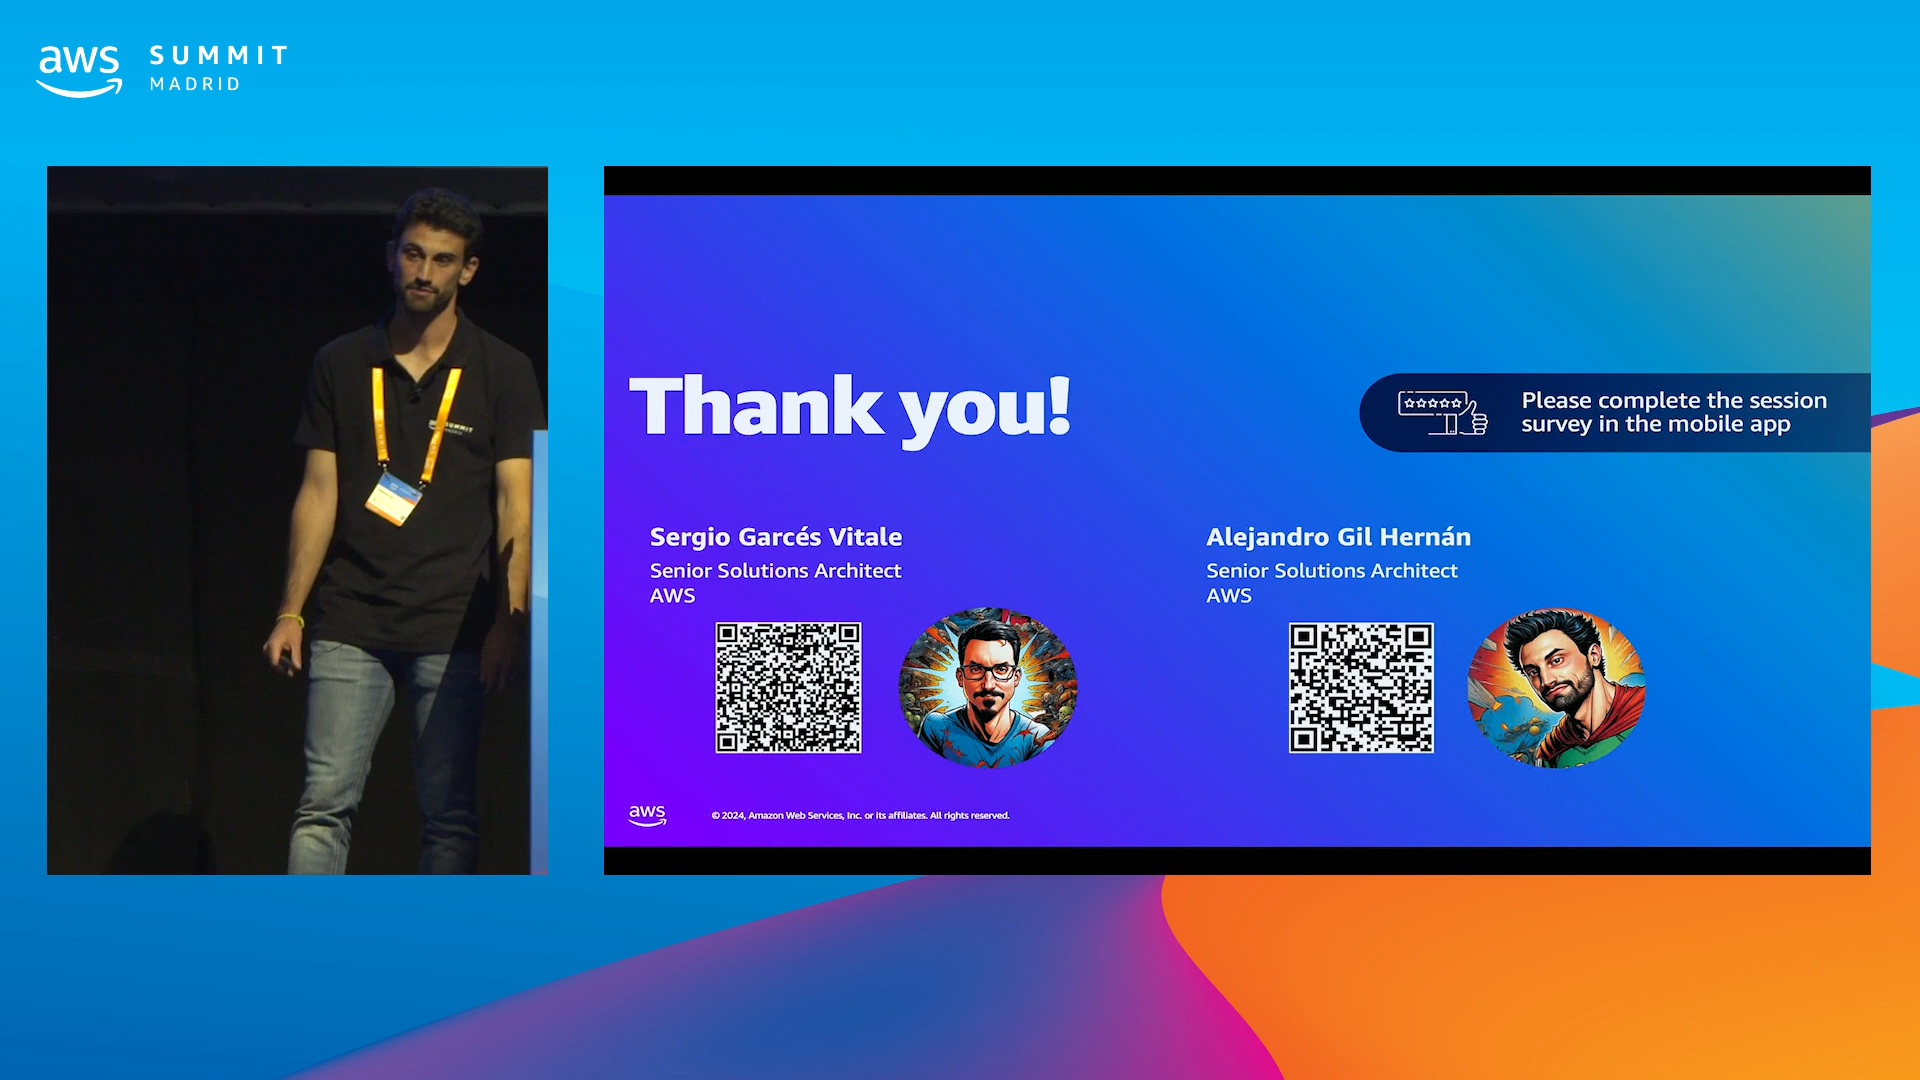 aws SUMMIT
MADRID
SUMMIT
Thank you!
Please complete the session
survey in the mobile app
Sergio Garcés Vitale
Senior Solutions Architect
AWS
Alejandro Gil Hernán
Senior Solutions Architect
AWS
aws
© 2024, Amazon Web Services, Inc. or its affiliates. All rights reserved.